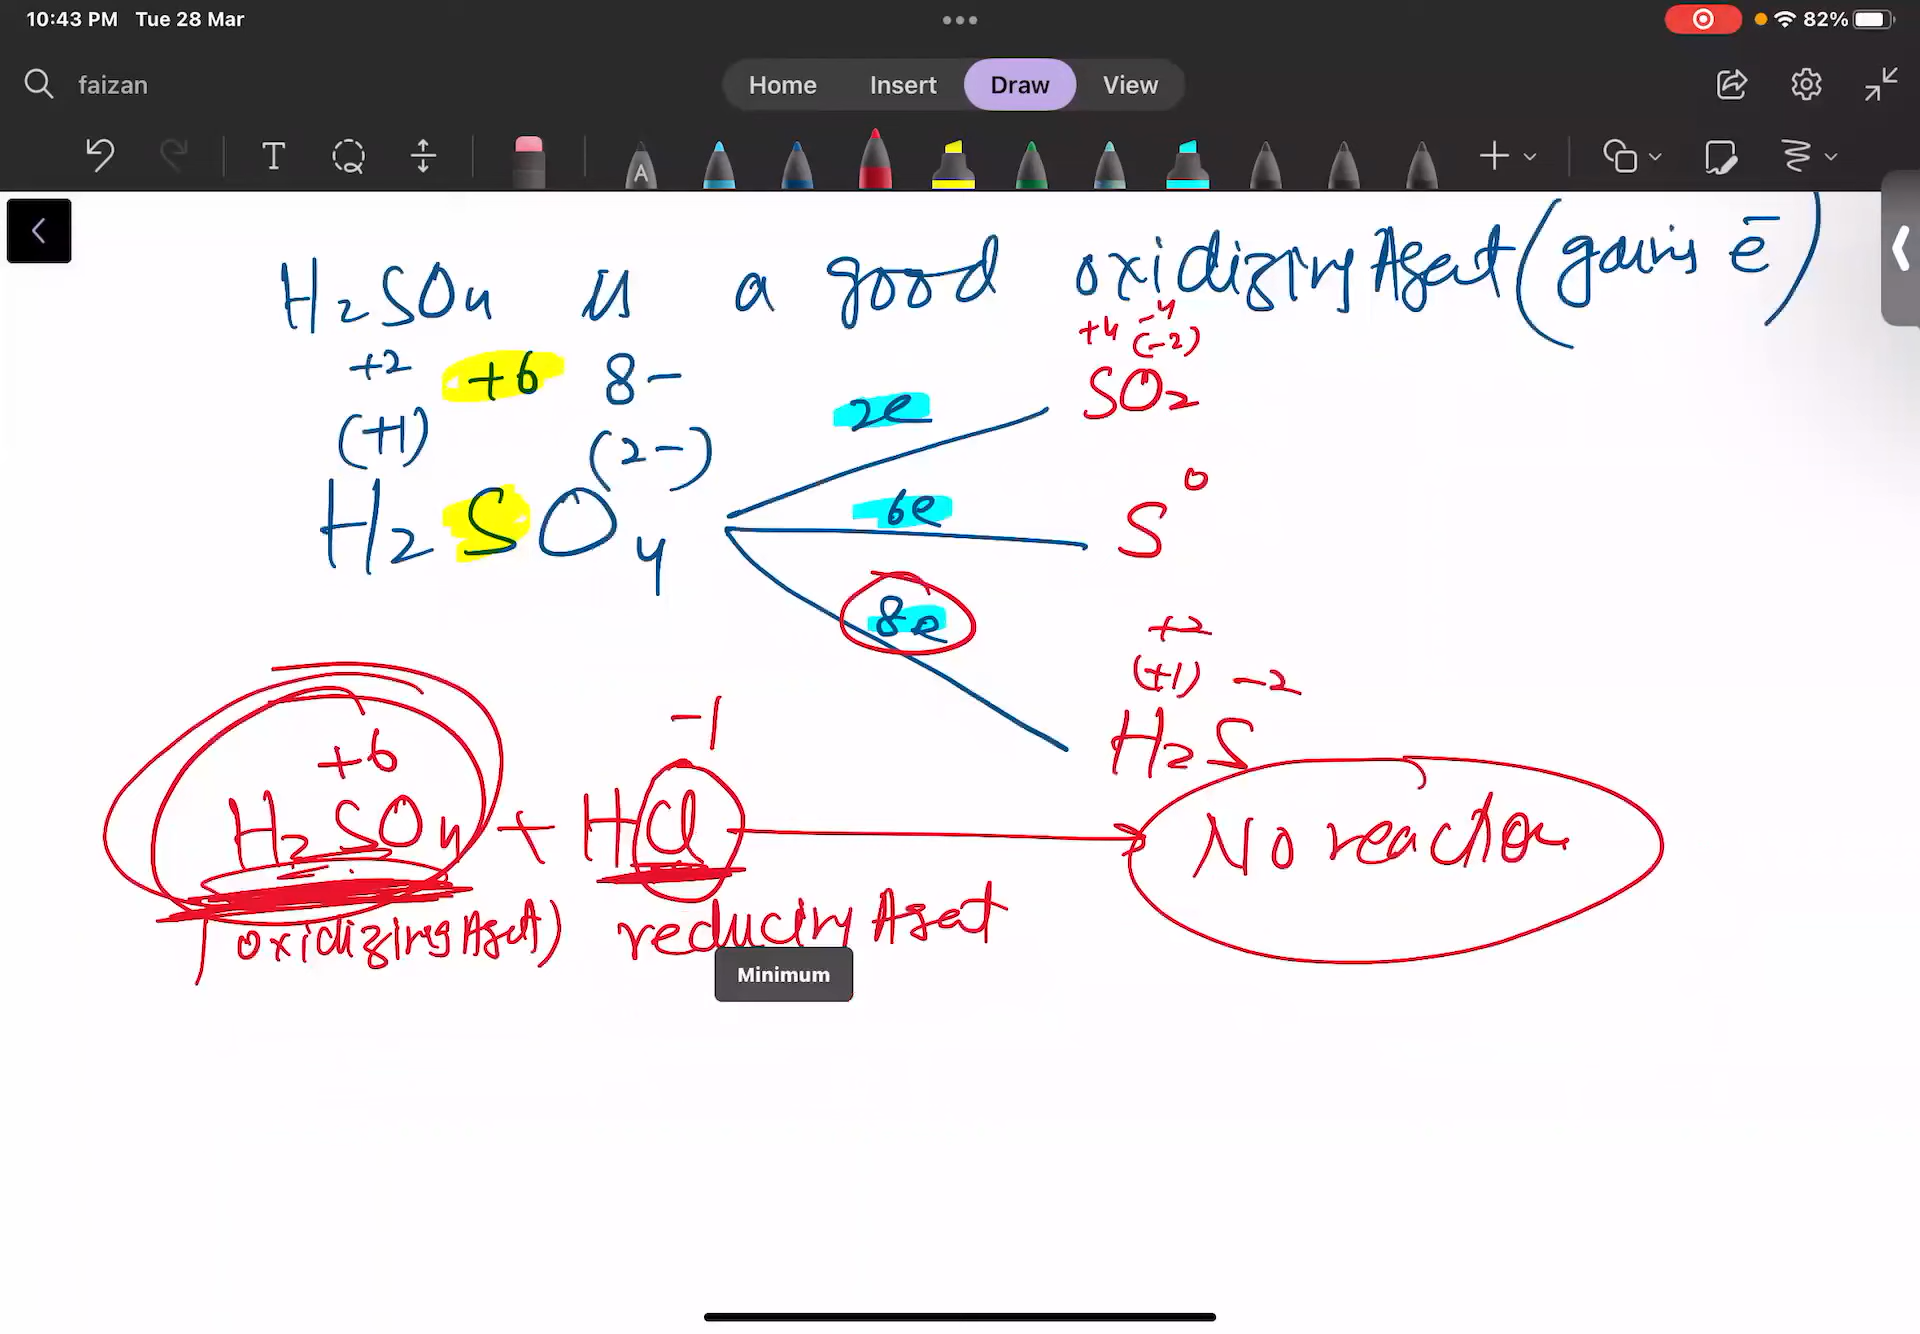 10:43 PM Tue 28 Mar
82%
faizan
Home Insert Draw View
T
A
H2SO4 is a good oxidizing Agent (gains e̅)
+4 -4
(-2)
+2 +6 8-
SO2
2e
(+1) (2-)
6e
S0
H2SO4
8e
+2
(+1) -2
H2S
+6 -1
H2SO4 + HCl → No reaction
(oxidizing Agent) reducing Agent
Minimum